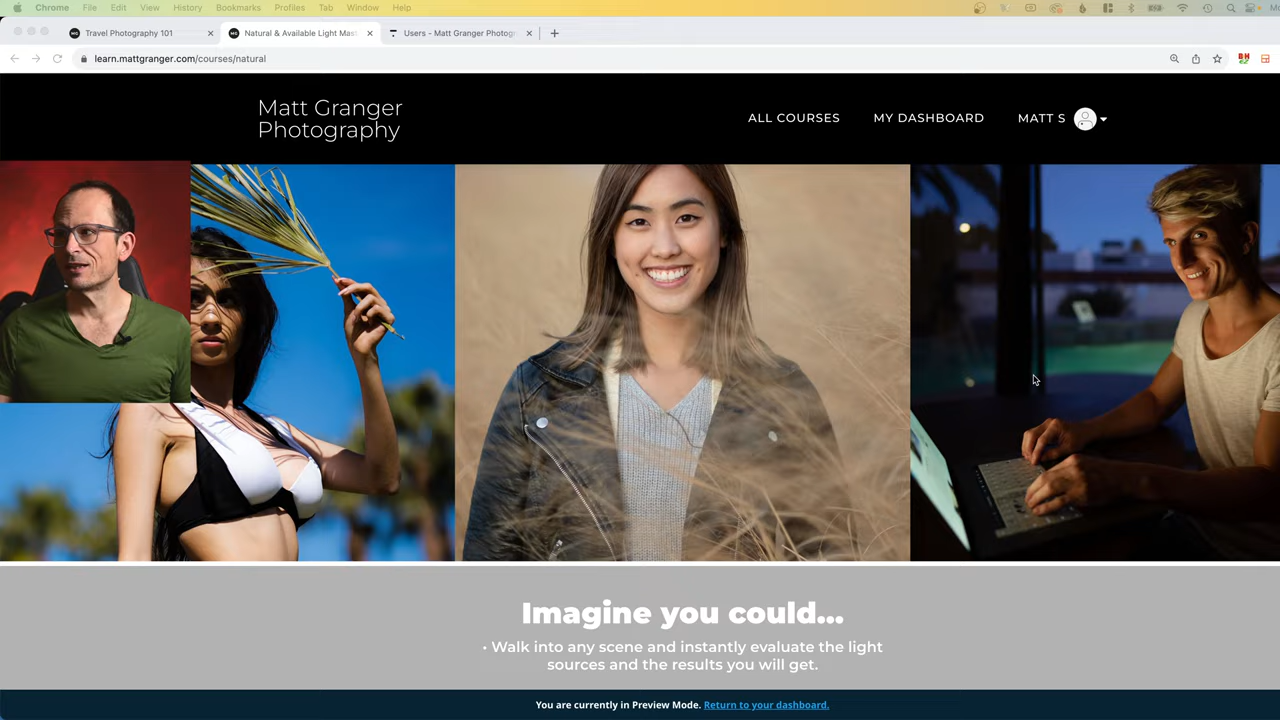 Chrome File Edit View History Bookmarks Profiles Tab Window Help
Travel Photography 101
Natural & Available Light Mast
Users - Matt Granger Photogr
learn.mattgranger.com/courses/natural
Matt Granger
Photography
ALL COURSES MY DASHBOARD MATT S
Imagine you could...
• Walk into any scene and instantly evaluate the light
sources and the results you will get.
You are currently in Preview Mode. Return to your dashboard.